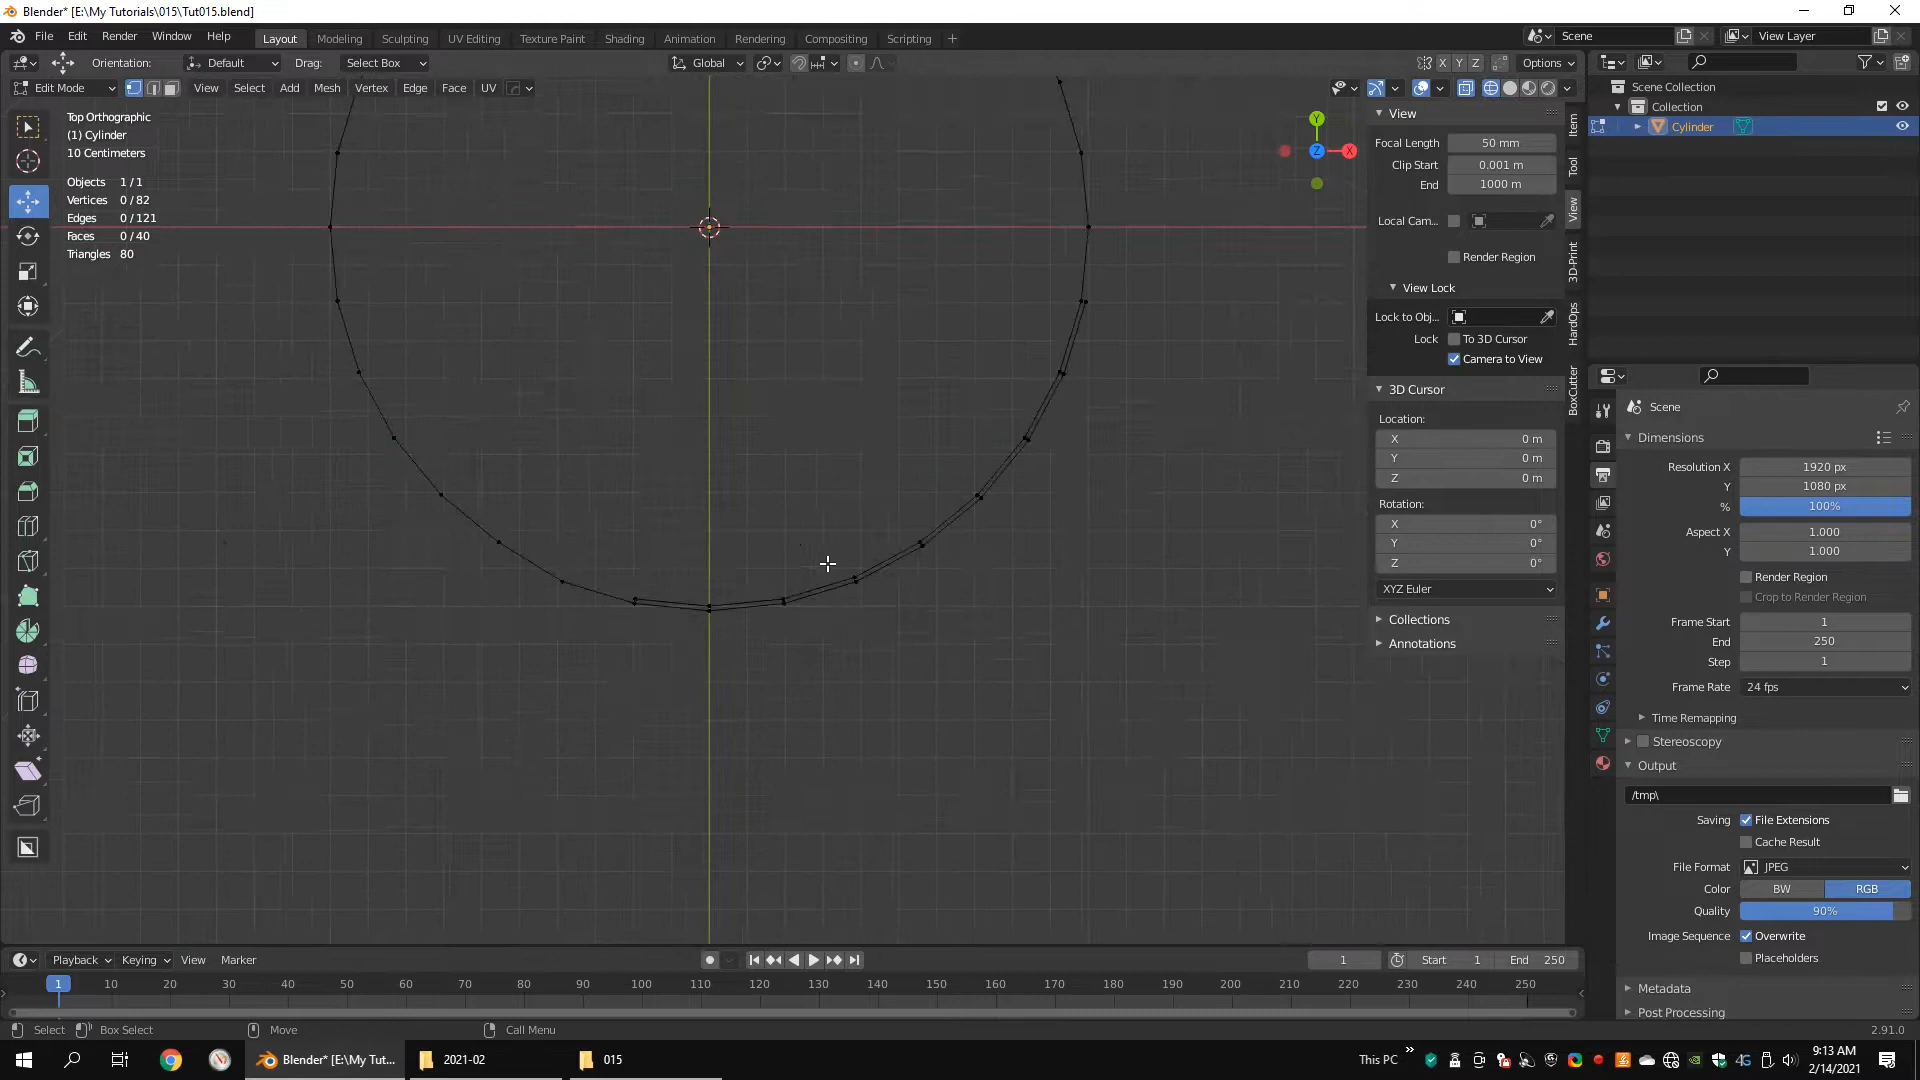 Blender* [E:\My Tutorials\015\Tut015.blend]
File Edit Render Window Help Layout Modeling Sculpting UV Editing Texture Paint Shading Animation Rendering Compositing Scripting + Scene View Layer
Orientation: Default Drag: Select Box Global X Y Z Options
Edit Mode View Select Add Mesh Vertex Edge Face UV
Top Orthographic
(1) Cylinder
10 Centimeters
Objects 1 / 1
Vertices 0 / 82
Edges 0 / 121
Faces 0 / 40
Triangles 80
Y
Z X
View
Focal Length 50 mm
Clip Start 0.001 m
End 1000 m
Local Cam...
Render Region
View Lock
Lock to Obj...
Lock To 3D Cursor
Camera to View
3D Cursor
Location:
X 0 m
Y 0 m
Z 0 m
Rotation:
X 0°
Y 0°
Z 0°
XYZ Euler
Collections
Annotations
Item
Tool
View
3D-Print
HardOps
BoxCutter
Scene Collection
Collection
Cylinder
Scene
Dimensions
Resolution X 1920 px
Y 1080 px
% 100%
Aspect X 1.000
Y 1.000
Render Region
Crop to Render Region
Frame Start 1
End 250
Step 1
Frame Rate 24 fps
Time Remapping
Stereoscopy
Output
/tmp\
Saving File Extensions
Cache Result
File Format JPEG
Color BW RGB
Quality 90%
Image Sequence Overwrite
Placeholders
Metadata
Post Processing
Playback Keying View Marker 1 Start 1 End 250
1 10 20 30 40 50 60 70 80 90 100 110 120 130 140 150 160 170 180 190 200 210 220 230 240 250
Select Box Select Move Call Menu 2.91.0
Blender* [E:\My Tut... 2021-02 015 This PC » 4G 9:13 AM
2/14/2021